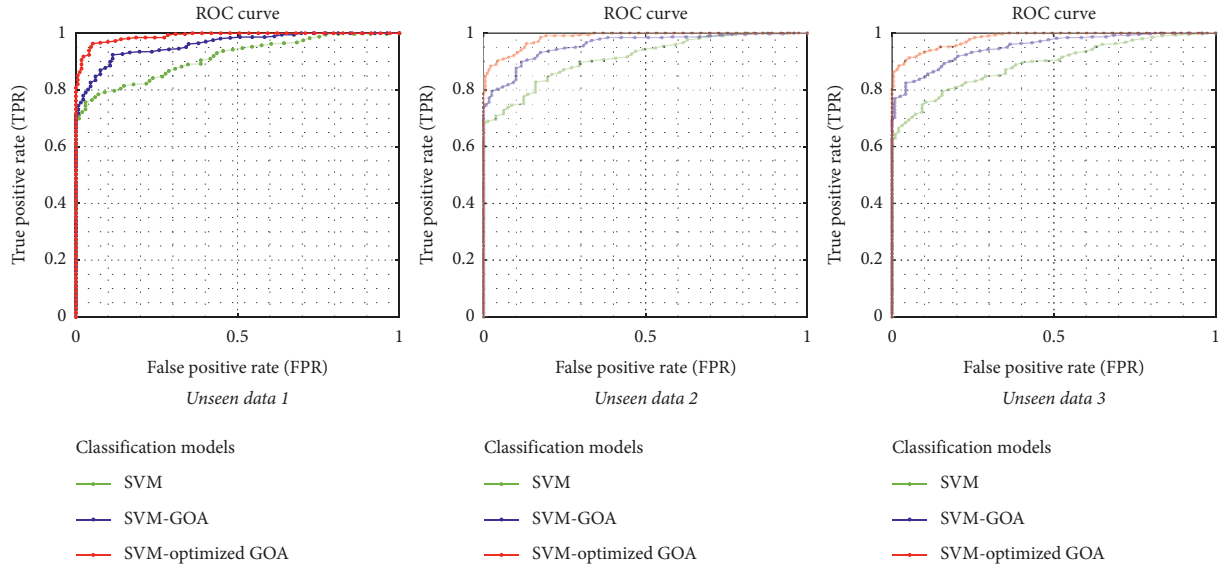 ROC curve
True positive rate (TPR)
1
0.8
0.6
0.4
0.2
0
0
0.5
1
False positive rate (FPR)
Unseen data 1
Classification models
SVM
SVM-GOA
SVM-optimized GOA
ROC curve
True positive rate (TPR)
1
0.8
0.6
0.4
0.2
0
0
0.5
1
False positive rate (FPR)
Unseen data 2
Classification models
SVM
SVM-GOA
SVM-optimized GOA
ROC curve
True positive rate (TPR)
1
0.8
0.6
0.4
0.2
0
0
0.5
1
False positive rate (FPR)
Unseen data 3
Classification models
SVM
SVM-GOA
SVM-optimized GOA